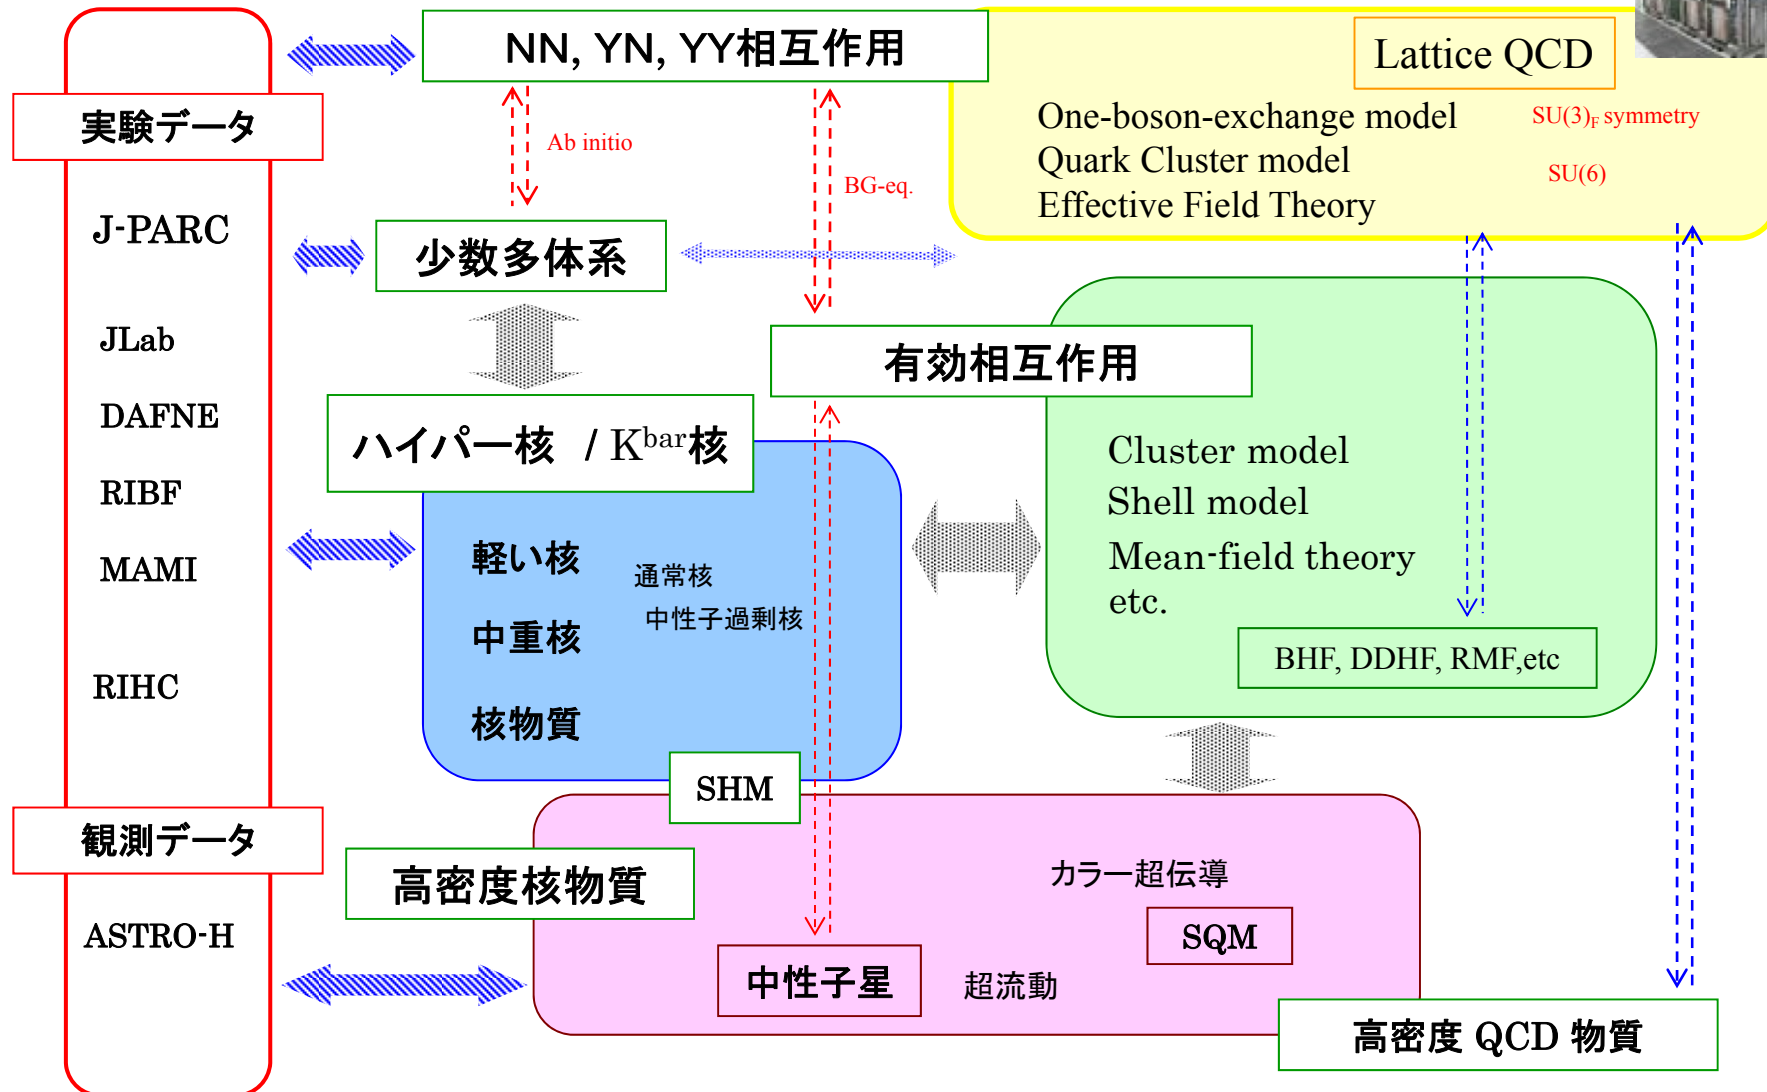 NN, YN, YY相互作用
Lattice QCD
実験データ
One-boson-exchange model
SU(3)F symmetry
Ab initio
Quark Cluster model
SU(6)
BG-eq.
Effective Field Theory
J-PARC
少数多体系
JLab
有効相互作用
DAFNE
ハイパー核 / Kbar核
Cluster model
RIBF
Shell model
軽い核
通常核
Mean-field theory
MAMI
etc.
中性子過剰核
中重核
BHF, DDHF, RMF,etc
RIHC
核物質
SHM
観測データ
高密度核物質
カラー超伝導
ASTRO-H
SQM
中性子星
超流動
高密度 QCD 物質